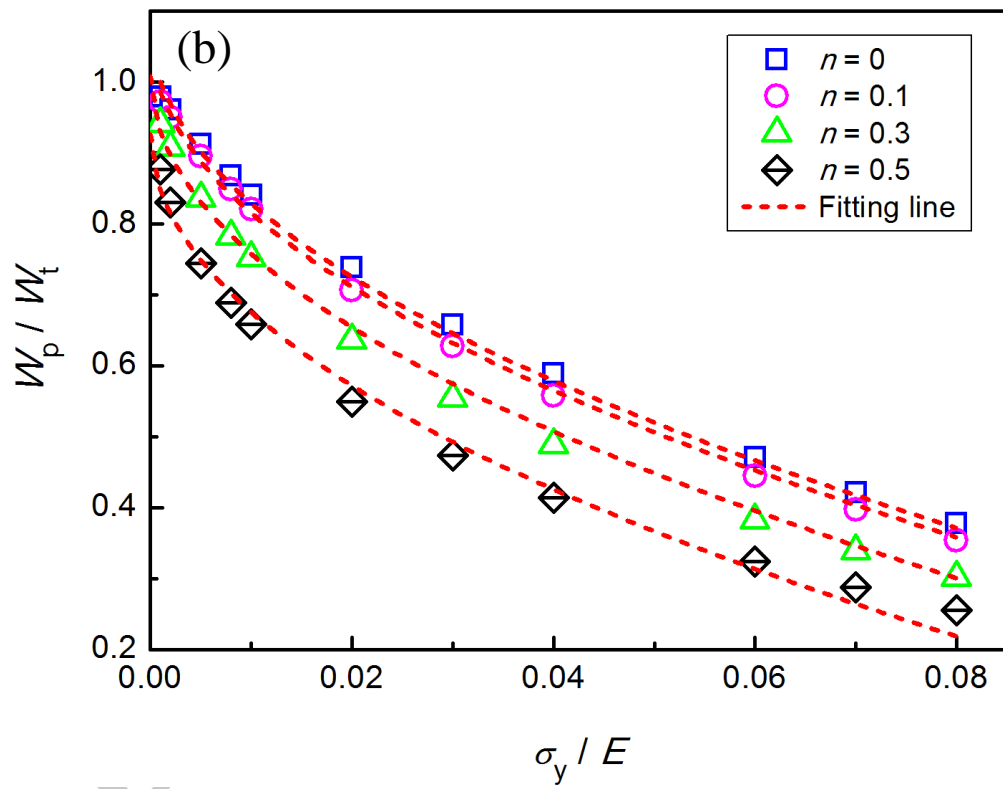 (b)
n = 0
n = 0.1
n = 0.3
n = 0.5
Fitting line
1.0
0.8
0.6
0.4
0.2
0.00 0.02 0.04 0.06 0.08
Wp / Wt
σy / E